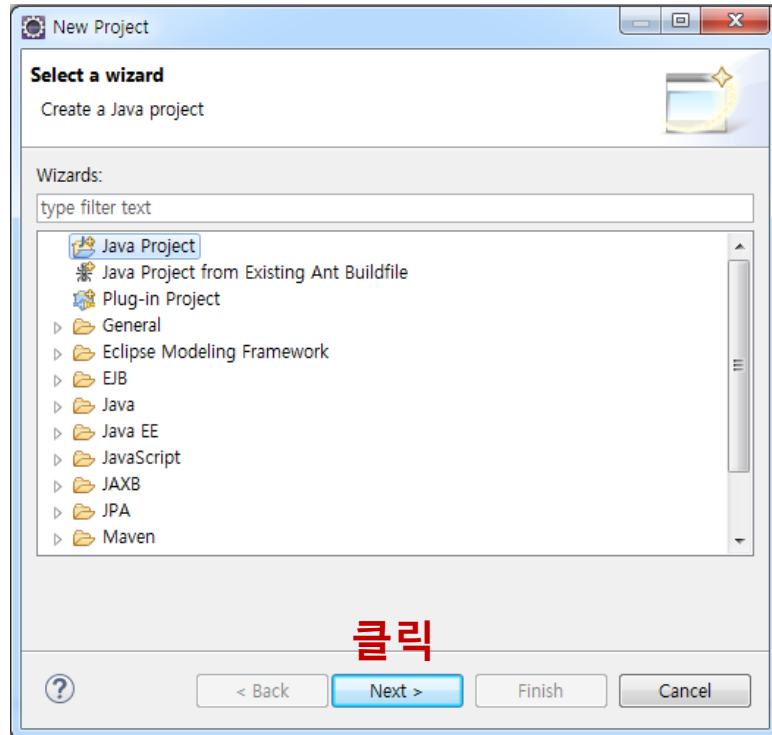 New Project
Select a wizard
Create a Java project
Wizards:
type filter text
Java Project
Java Project from Existing Ant Buildfile
Plug-in Project
General
Eclipse Modeling Framework
EJB
Java
Java EE
JavaScript
JAXB
JPA
Maven
클릭
? < Back Next > Finish Cancel